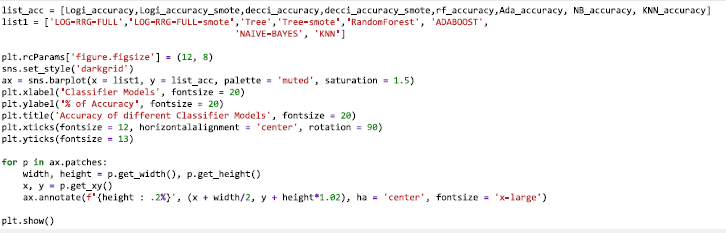 list_acc = [Logi_accuracy,Logi_accuracy_smote,decci_accuracy,decci_accuracy_smote,rf_accuracy,Ada_accuracy, NB_accuracy, KNN_accuracy]
list1 = ['LOG-RRG-FULL',"LOG-RRG-FULL-smote",'Tree','Tree-smote',"RandomForest", 'ADABOOST',
'NAIVE-BAYES', 'KNN"]
plt.rcParams['figure.figsize'] = (12, 8)
sns.set_style('darkgrid')
ax = sns.barplot(x = list1, y = list_acc, palette = 'muted', saturation = 1.5)
plt.xlabel("Classifier Models", fontsize = 20)
plt.ylabel("% of Accuracy", fontsize = 20)
plt.title('Accuracy of different Classifier Models", fontsize = 20)
plt.xticks(fontsize = 12, horizontalalignment = 'center', rotation = 90)
plt.yticks(fontsize = 13)
for p in ax.patches:
width, height = p.get_width(), p.get_height()
x, y = p.get_xy()
ax.annotate(f"{height : .2%}', (x + width/2, y + height*1.02), ha = 'center', fontsize = 'x-large')
plt.show()